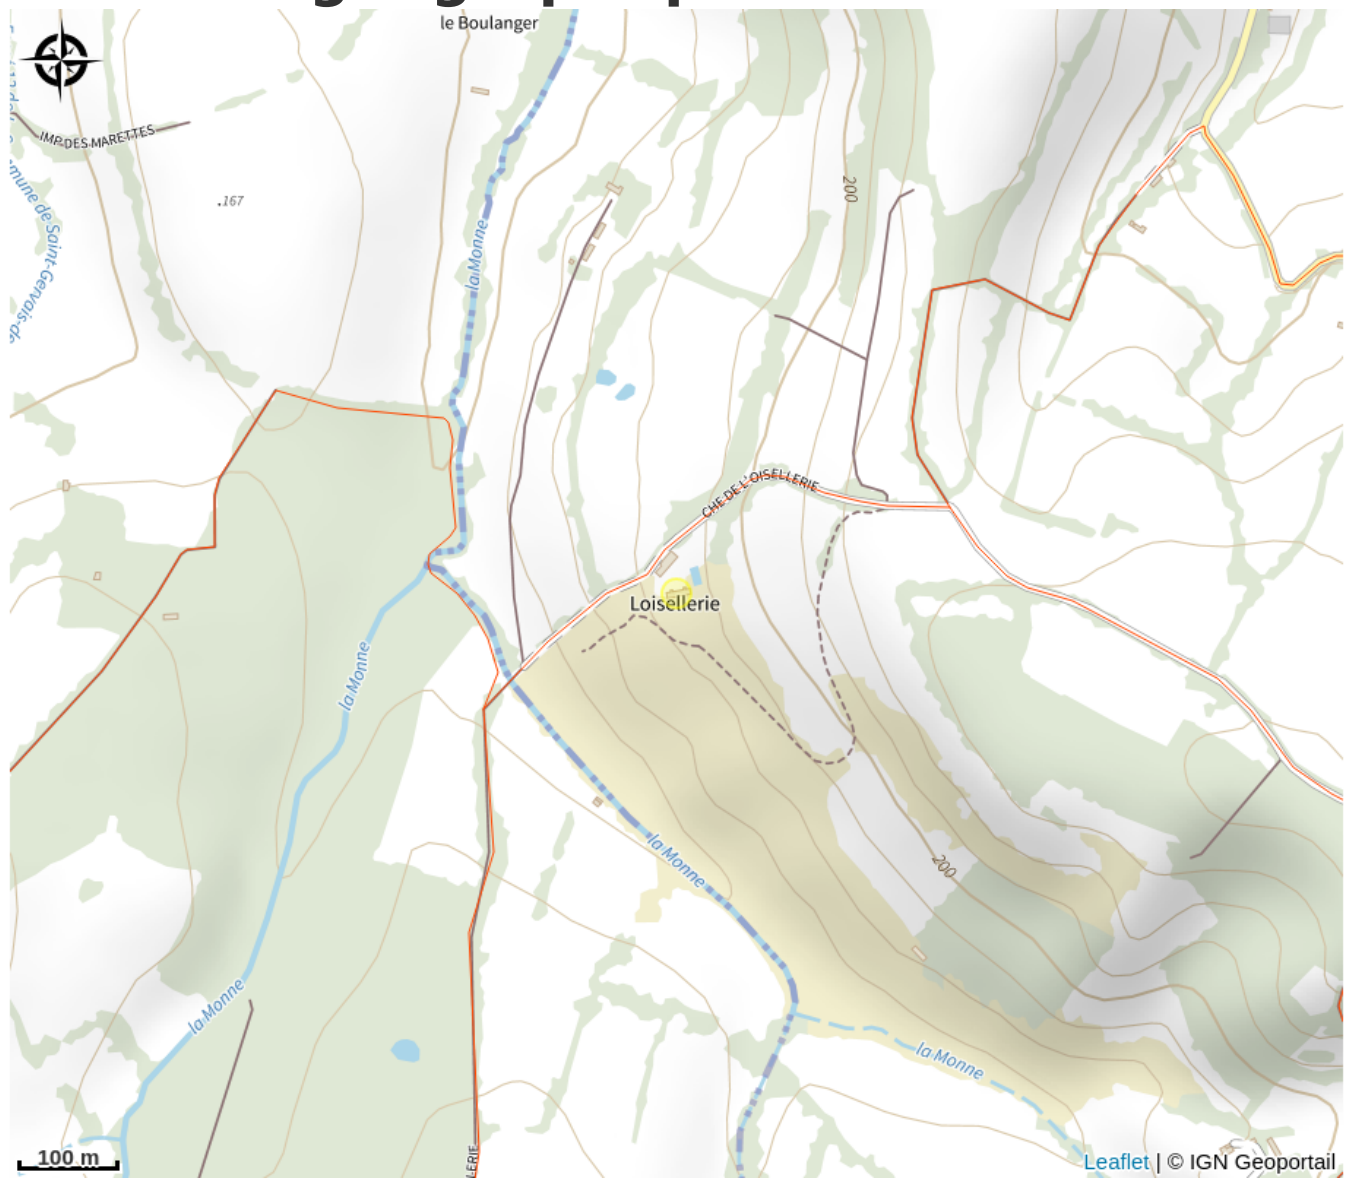 le Boulanger
IMP DES MARETTES
.167
mune de Saint-Gervais-de
la Monne
200
CHE DE L'OISELLERIE
Loisellerie
la Monne
la Monne
200
la Monne
la Monne
LERIE
100 m
Leaflet | © IGN Geoportail